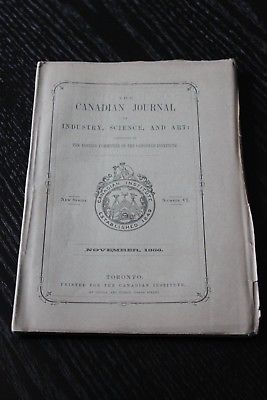 THE
CANADIAN JOURNAL
OF
INDUSTRY, SCIENCE, AND ART:
CONDUCTED BY
THE EDITING COMMITTEE OF THE CANADIAN INSTITUTE
CANADIAN INSTITUTE
NEW SERIES
NUMBER
ESTABLISHED 1849
NOVEMBER, 1866.
TORONTO:
PRINTED FOR THE CANADIAN INSTITUTE,